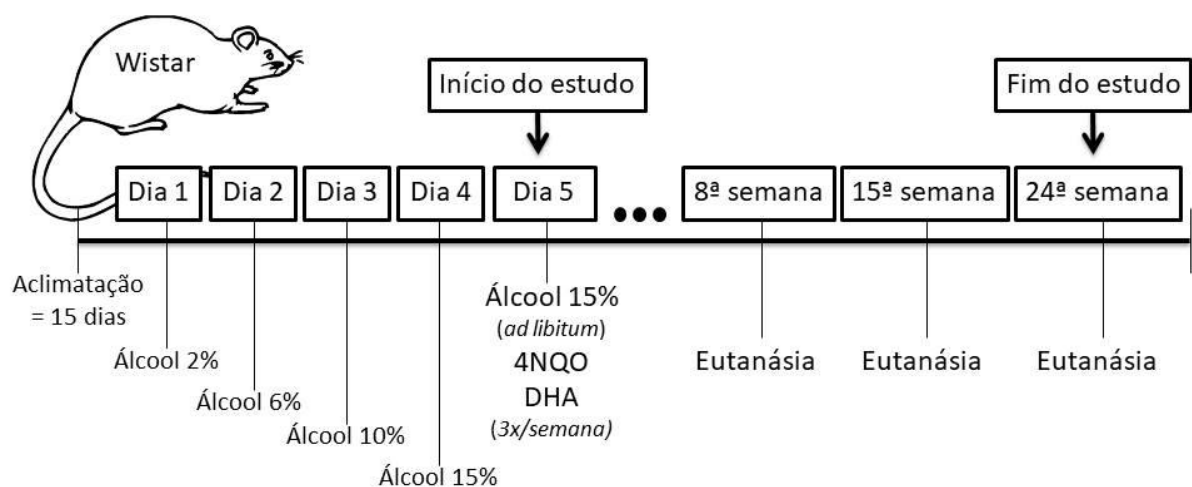 Wistar
Início do estudo
Fim do estudo
Dia 1
Dia 2
Dia 3
Dia 4
Dia 5
8ª semana
15ª semana
24ª semana
Aclimatação
= 15 dias
Álcool 2%
Álcool 6%
Álcool 10%
Álcool 15%
Álcool 15%
(ad libitum)
4NQO
DHA
(3x/semana)
Eutanásia
Eutanásia
Eutanásia